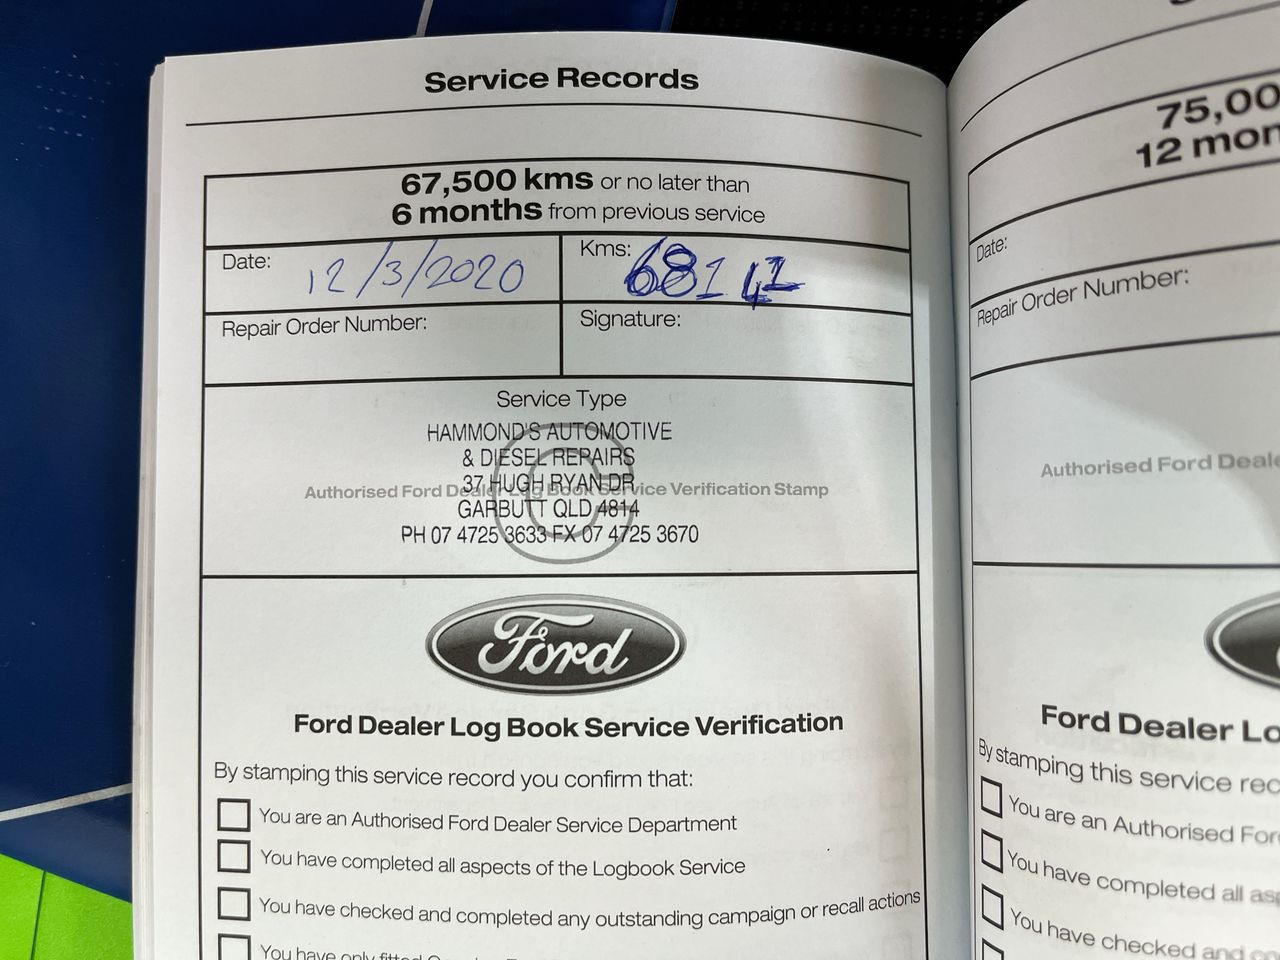 Service Records
67,500 kms or no later than
6 months from previous service
Date: 12/3/2020
Kms:
Repair Order Number:
Signature:
Service Type
HAMMOND'S AUTOMOTIVE
& DIESEL REPAIRS
37 HUGH RYAN DR
Authorised Ford Dealer Log Book Service Verification Stamp
GARBUTT QLD 4814
PH 07 4725 3633 FX 07 4725 3670
Ford
Ford Dealer Log Book Service Verification
By stamping this service record you confirm that:
You are an Authorised Ford Dealer Service Department
You have completed all aspects of the Logbook Service
You have checked and completed any outstanding campaign or recall actions
You have only fitted
75,00
12 mon
Date:
Repair Order Number:
Authorised Ford Deale
Ford Dealer Lo
By stamping this service rec
You are an Authorised For
You have completed all asp
You have checked and co